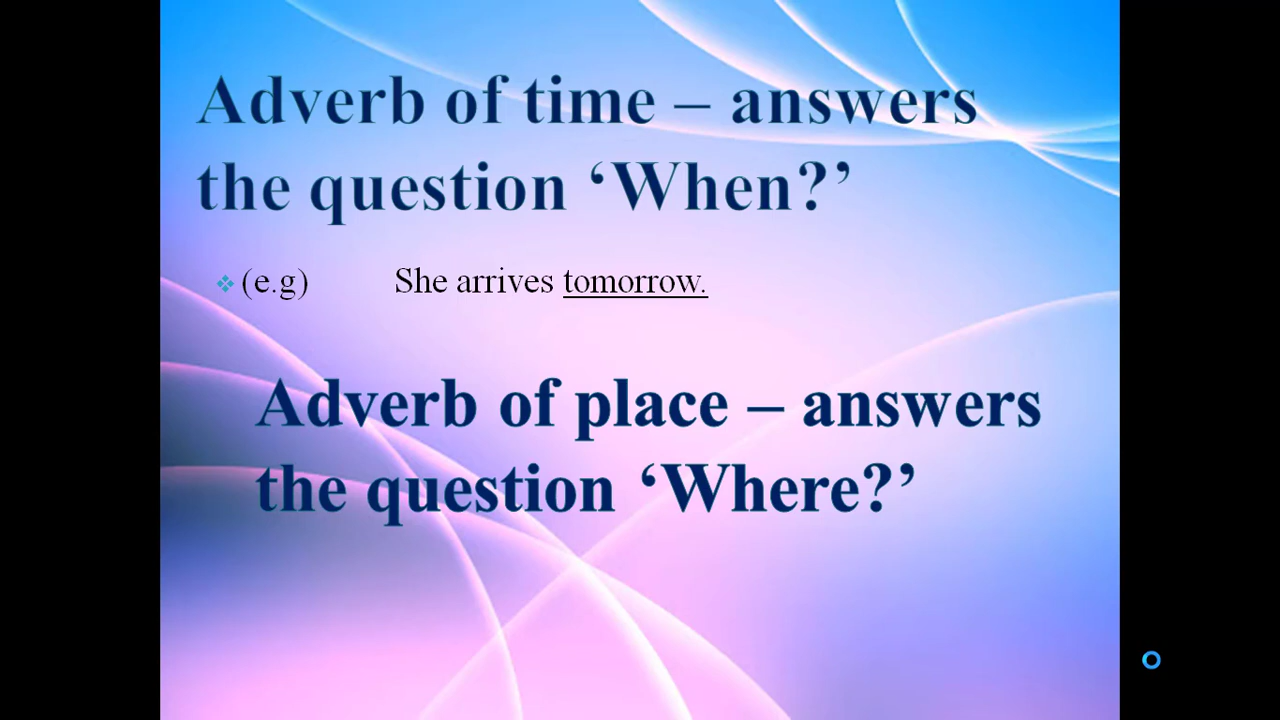 Adverb of time – answers
the question ‘When?’
(e.g) She arrives tomorrow.
Adverb of place – answers
the question ‘Where?’